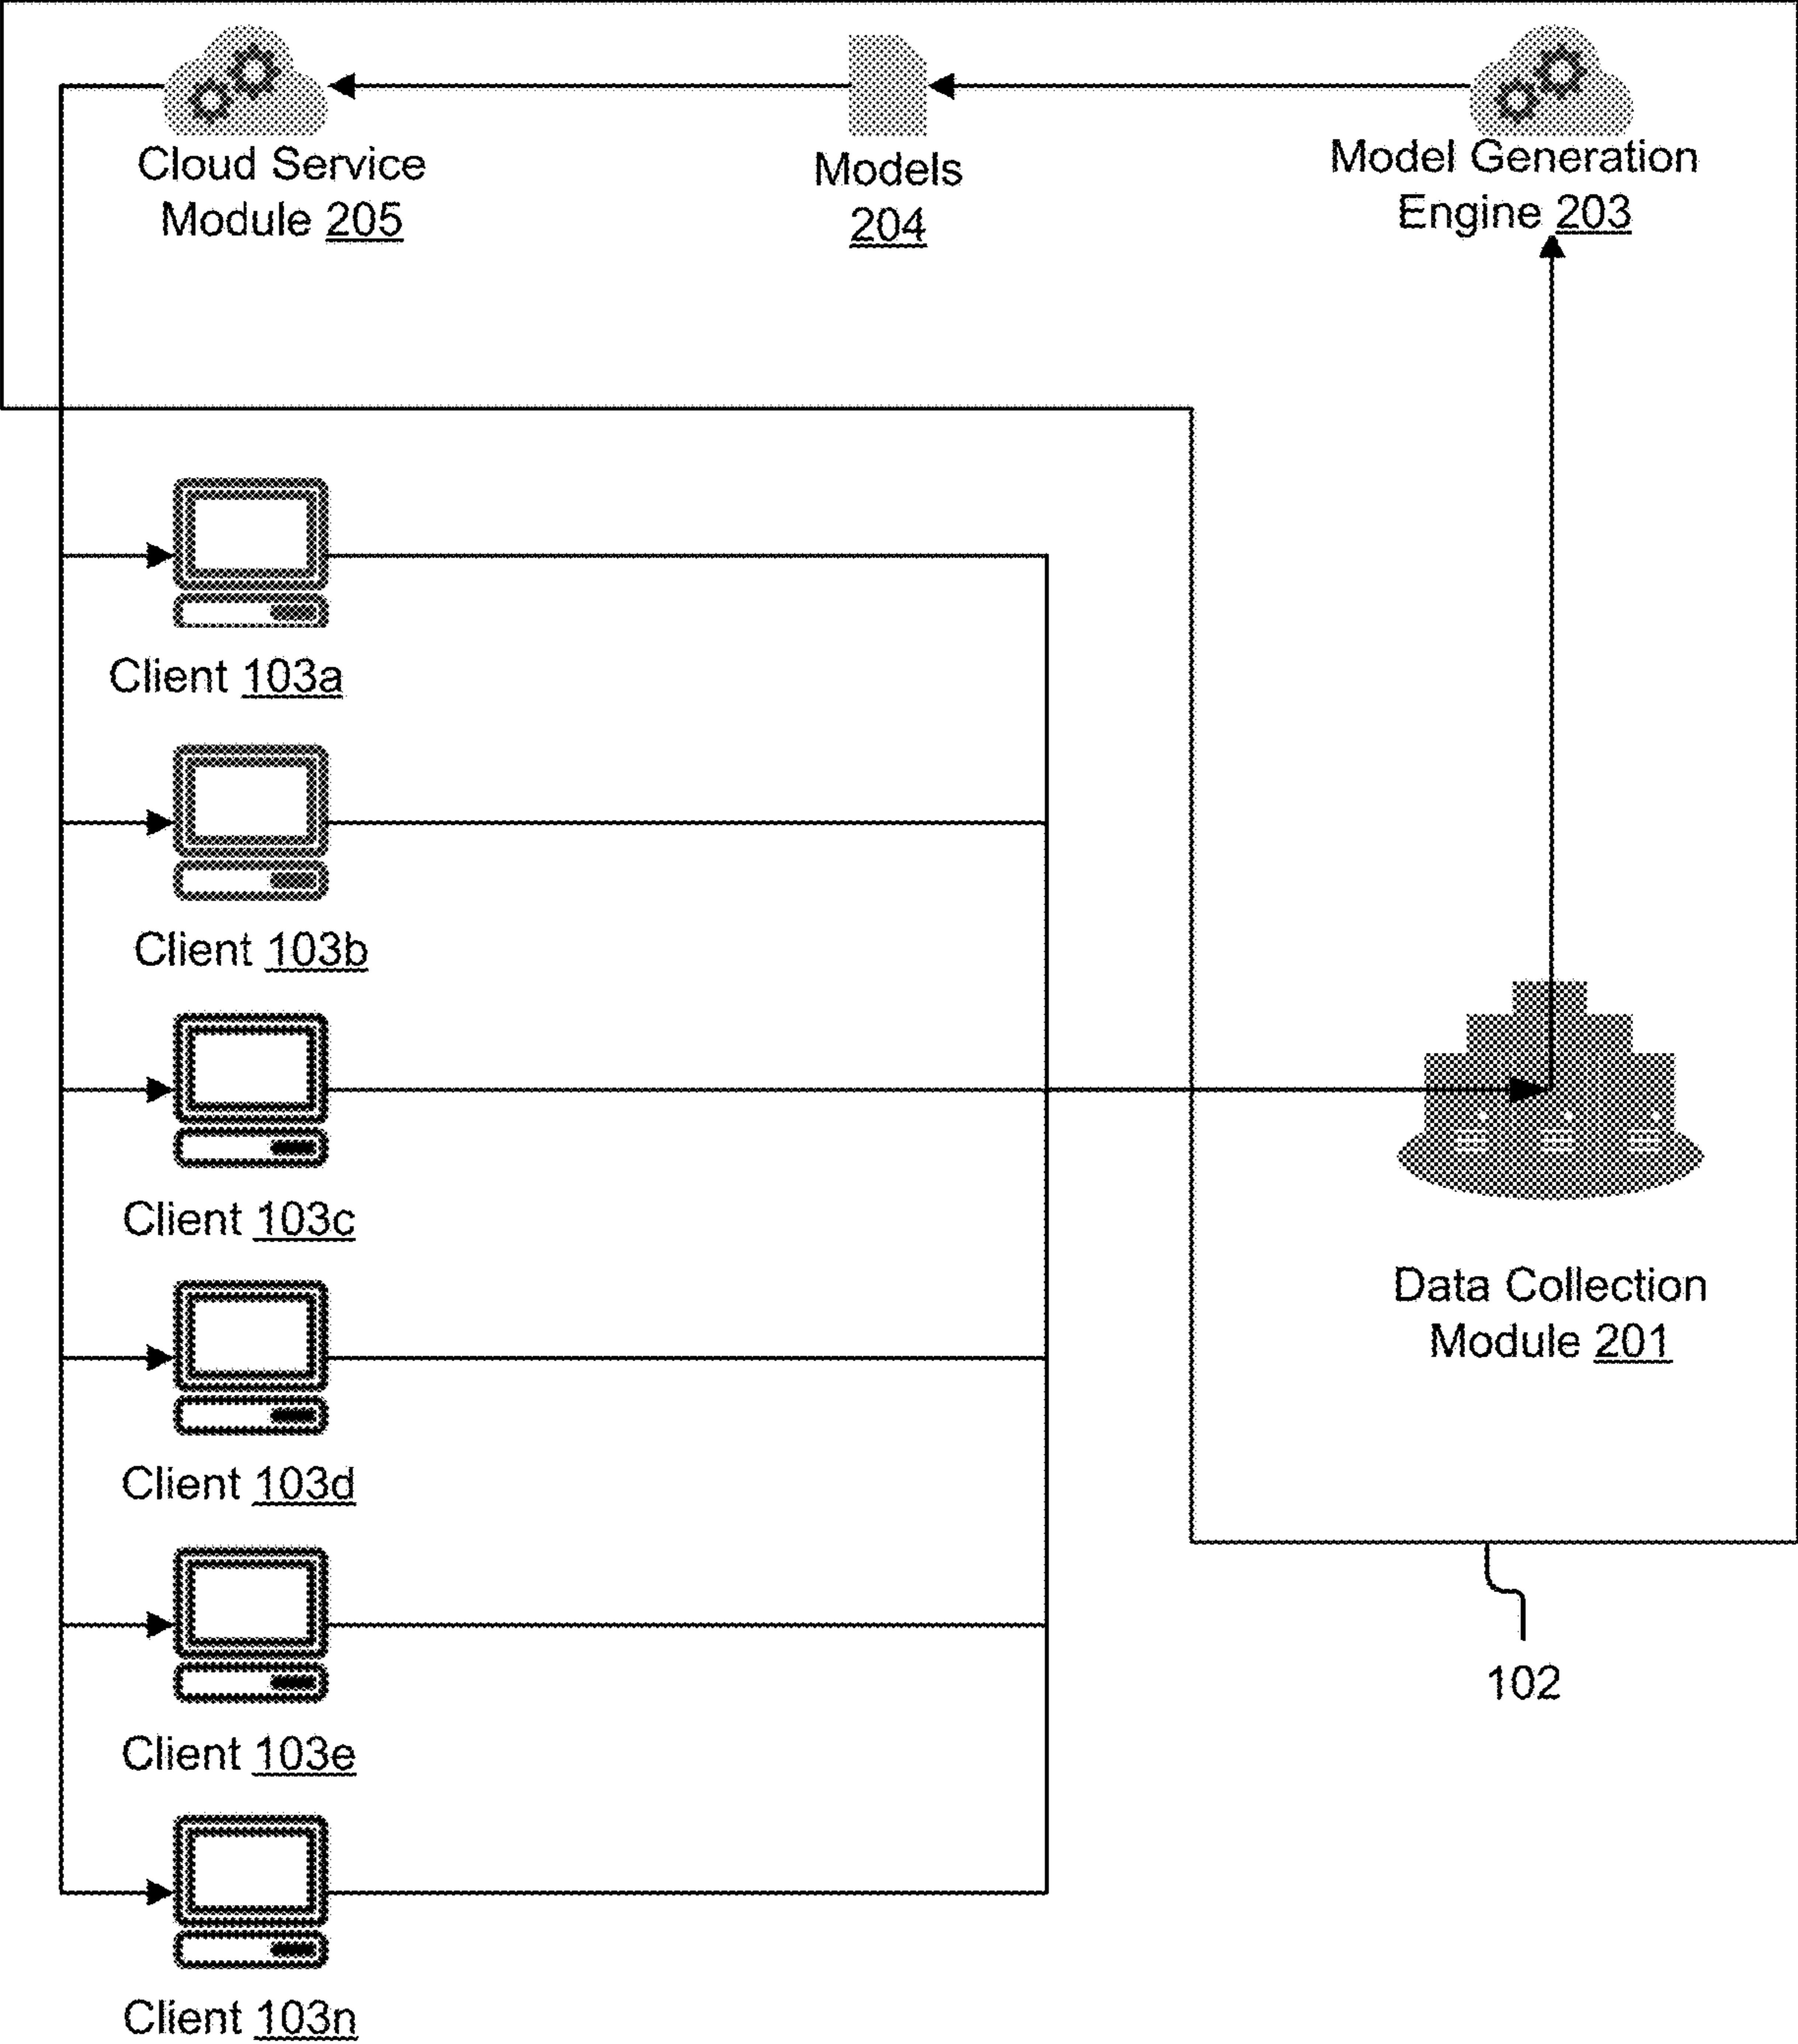 Cloud Service
Module 205
Models
204
Model Generation
Engine 203
Client 103a
Client 103b
Client 103c
Client 103d
Client 103e
Client 103n
Data Collection
Module 201
102